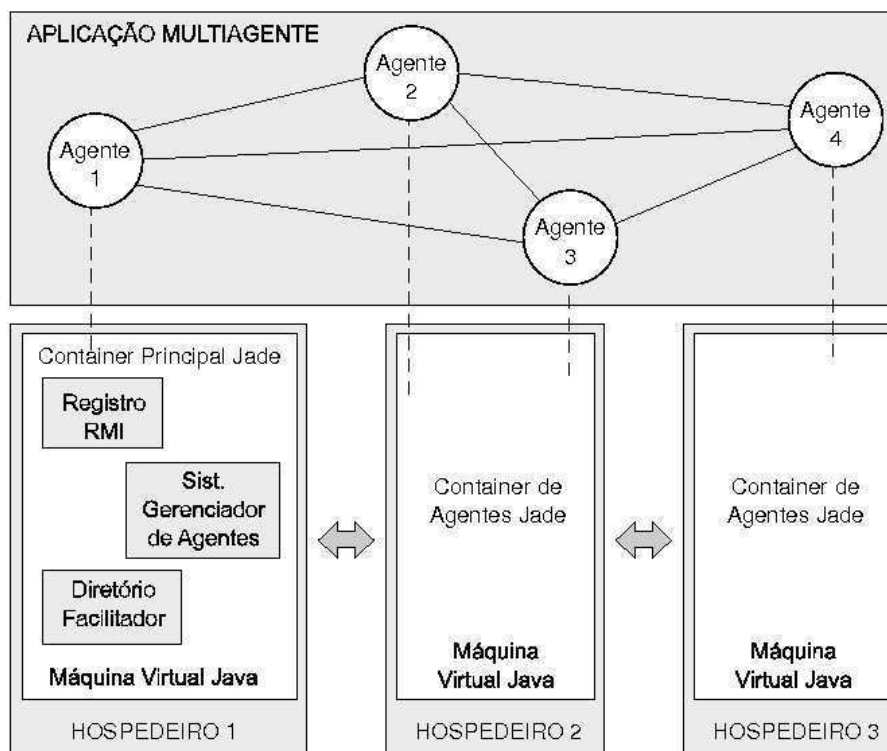 APLICAÇÃO MULTIAGENTE
Agente
1
Agente
2
Agente
3
Agente
4
Container Principal Jade
Registro
RMI
Sist.
Gerenciador
de Agentes
Diretório
Facilitador
Máquina Virtual Java
HOSPEDEIRO 1
Container de
Agentes Jade
Máquina
Virtual Java
HOSPEDEIRO 2
Container de
Agentes Jade
Máquina
Virtual Java
HOSPEDEIRO 3